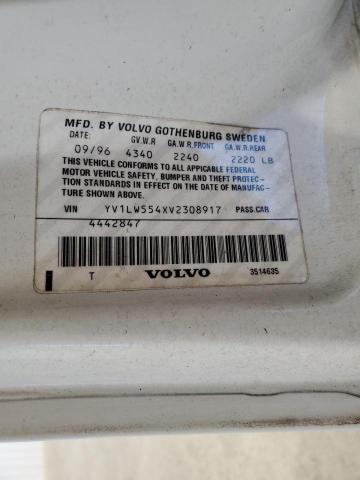 MFD. BY VOLVO GOTHENBURG SWEDEN
DATE: GV.W.R GA.W.R.FRONT GA.W.R.REAR
09/96 4340 2240 2220 LB
THIS VEHICLE CONFORMS TO ALL APPLICABLE FEDERAL
MOTOR VEHICLE SAFETY, BUMPER AND THEFT PROTEC-
TION STANDARDS IN EFFECT ON THE DATE OF MANUFAC-
TURE SHOWN ABOVE.
VIN YV1LW554XV2308917 PASS.CAR
4442847
T VOLVO 3514635